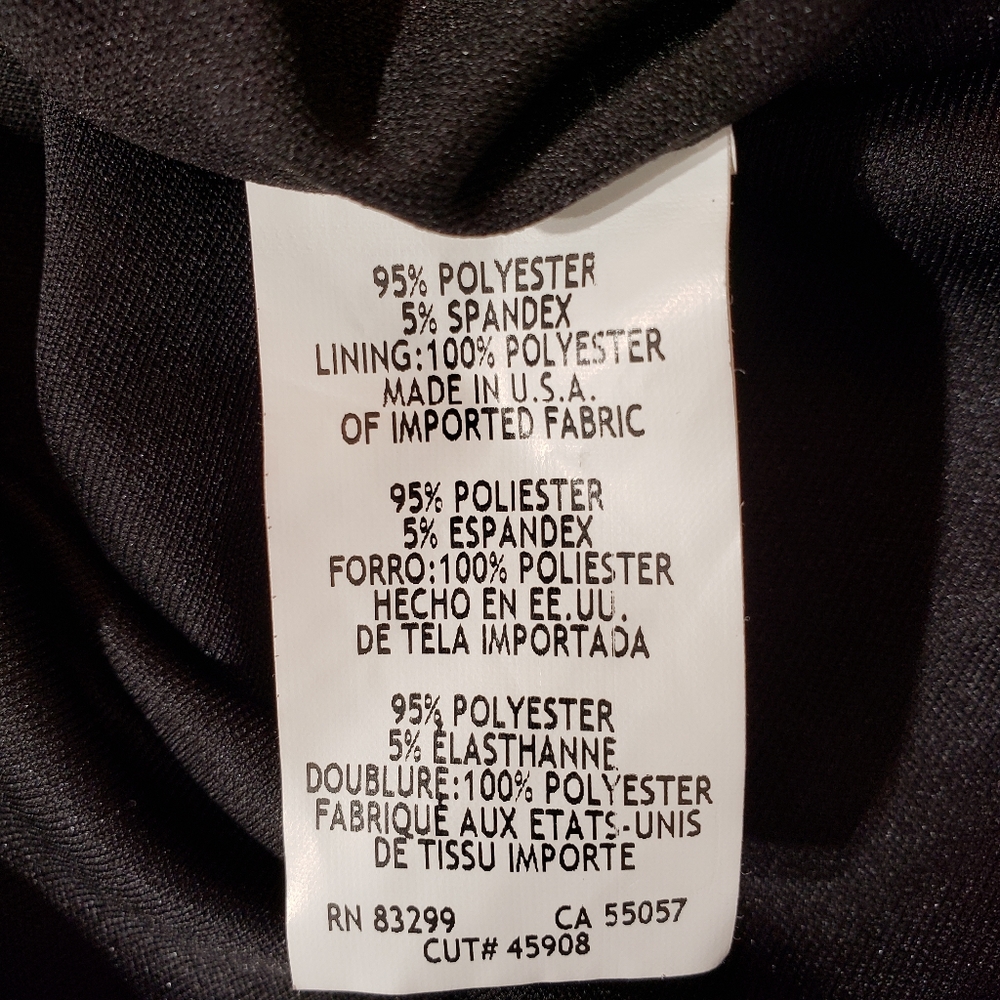 95% POLYESTER
5% SPANDEX
LINING:100% POLYESTER
MADE IN U.S.A.
OF IMPORTED FABRIC
95% POLIESTER
5% ESPANDEX
FORRO:100% POLIESTER
HECHO EN EE.UU.
DE TELA IMPORTADA
95% POLYESTER
5% ÉLASTHANNE
DOUBLURE:100% POLYESTER
FABRIQUÉ AUX ETATS-UNIS
DE TISSU IMPORTE
RN 83299 CA 55057
CUT# 45908